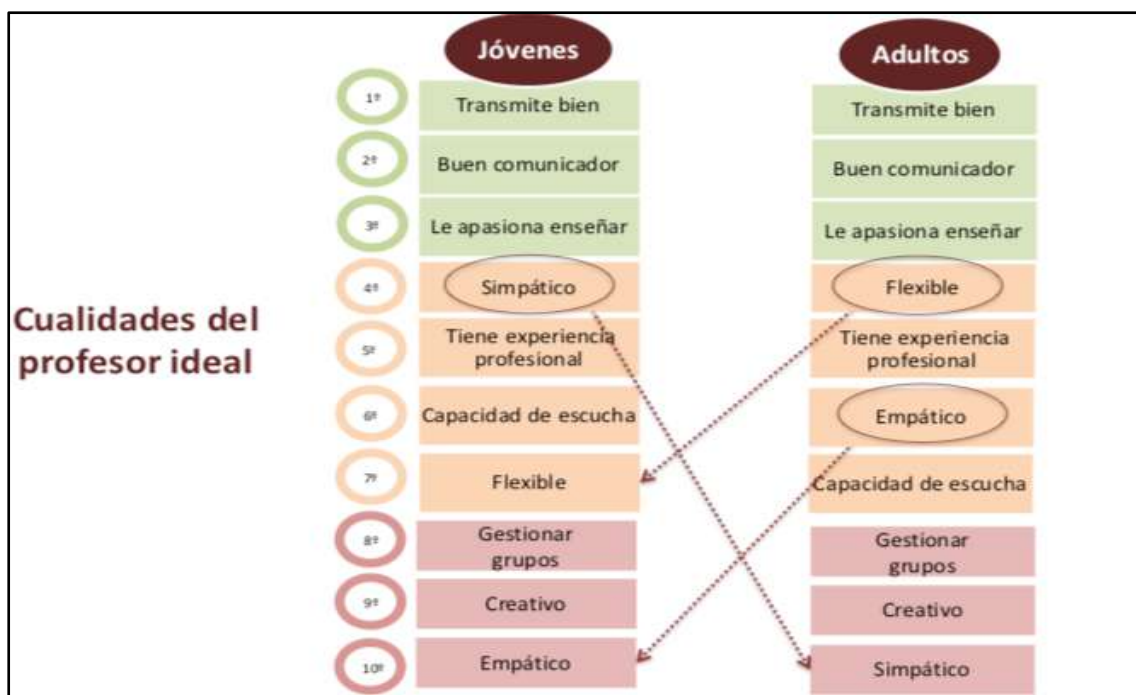 Jóvenes Adultos
1º Transmite bien Transmite bien
2º Buen comunicador Buen comunicador
3º Le apasiona enseñar Le apasiona enseñar
4º Simpático Flexible
Cualidades del
profesor ideal
5º Tiene experiencia
profesional
Tiene experiencia
profesional
6º Capacidad de escucha Empático
7º Flexible Capacidad de escucha
8º Gestionar
grupos
Gestionar
grupos
9º Creativo Creativo
10º Empático Simpático